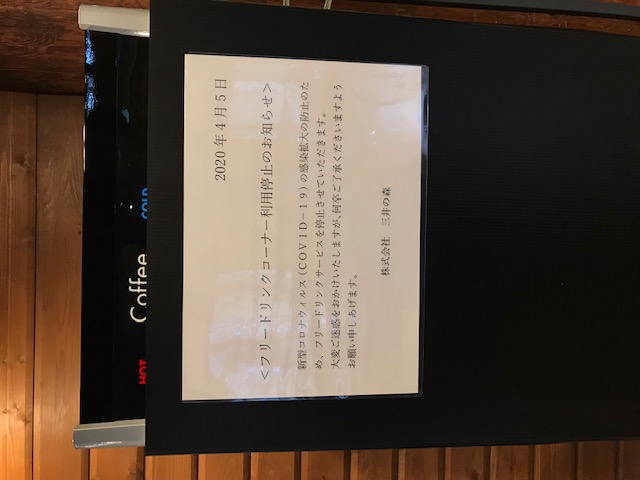 HOT
Coffee
COLD
2020年4月5日
＜フリードリンクコーナー利用停止のお知らせ＞
新型コロナウィルス（COVID－19）の感染拡大の防止のた
め、フリードリンクサービスを停止させていただきます。
大変ご迷惑をおかけいたしますが、何卒ご了承くださいますよう
お願い申しあげます。
株式会社　三井の森